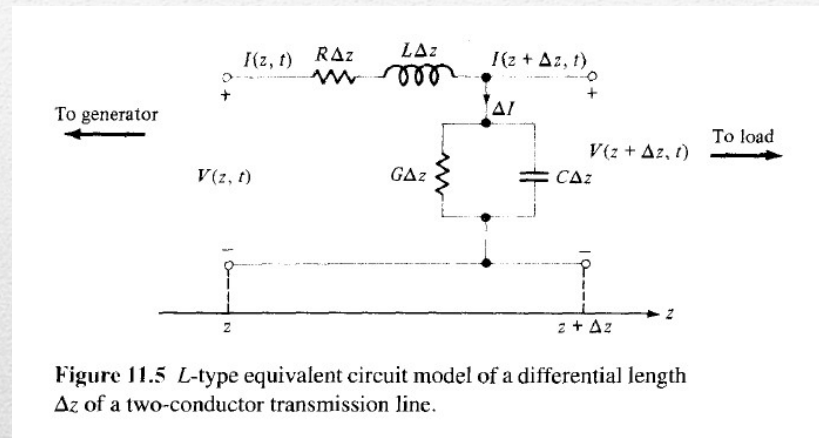 I(z, t) RΔz LΔz I(z + Δz, t)
+ +
To generator ΔI
To load
V(z + Δz, t)
V(z, t) GΔz CΔz
− −
z z + Δz z
Figure 11.5 L-type equivalent circuit model of a differential length
Δz of a two-conductor transmission line.